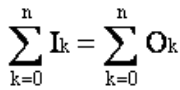 n n
∑ Ik = ∑ Ok
k=0 k=0